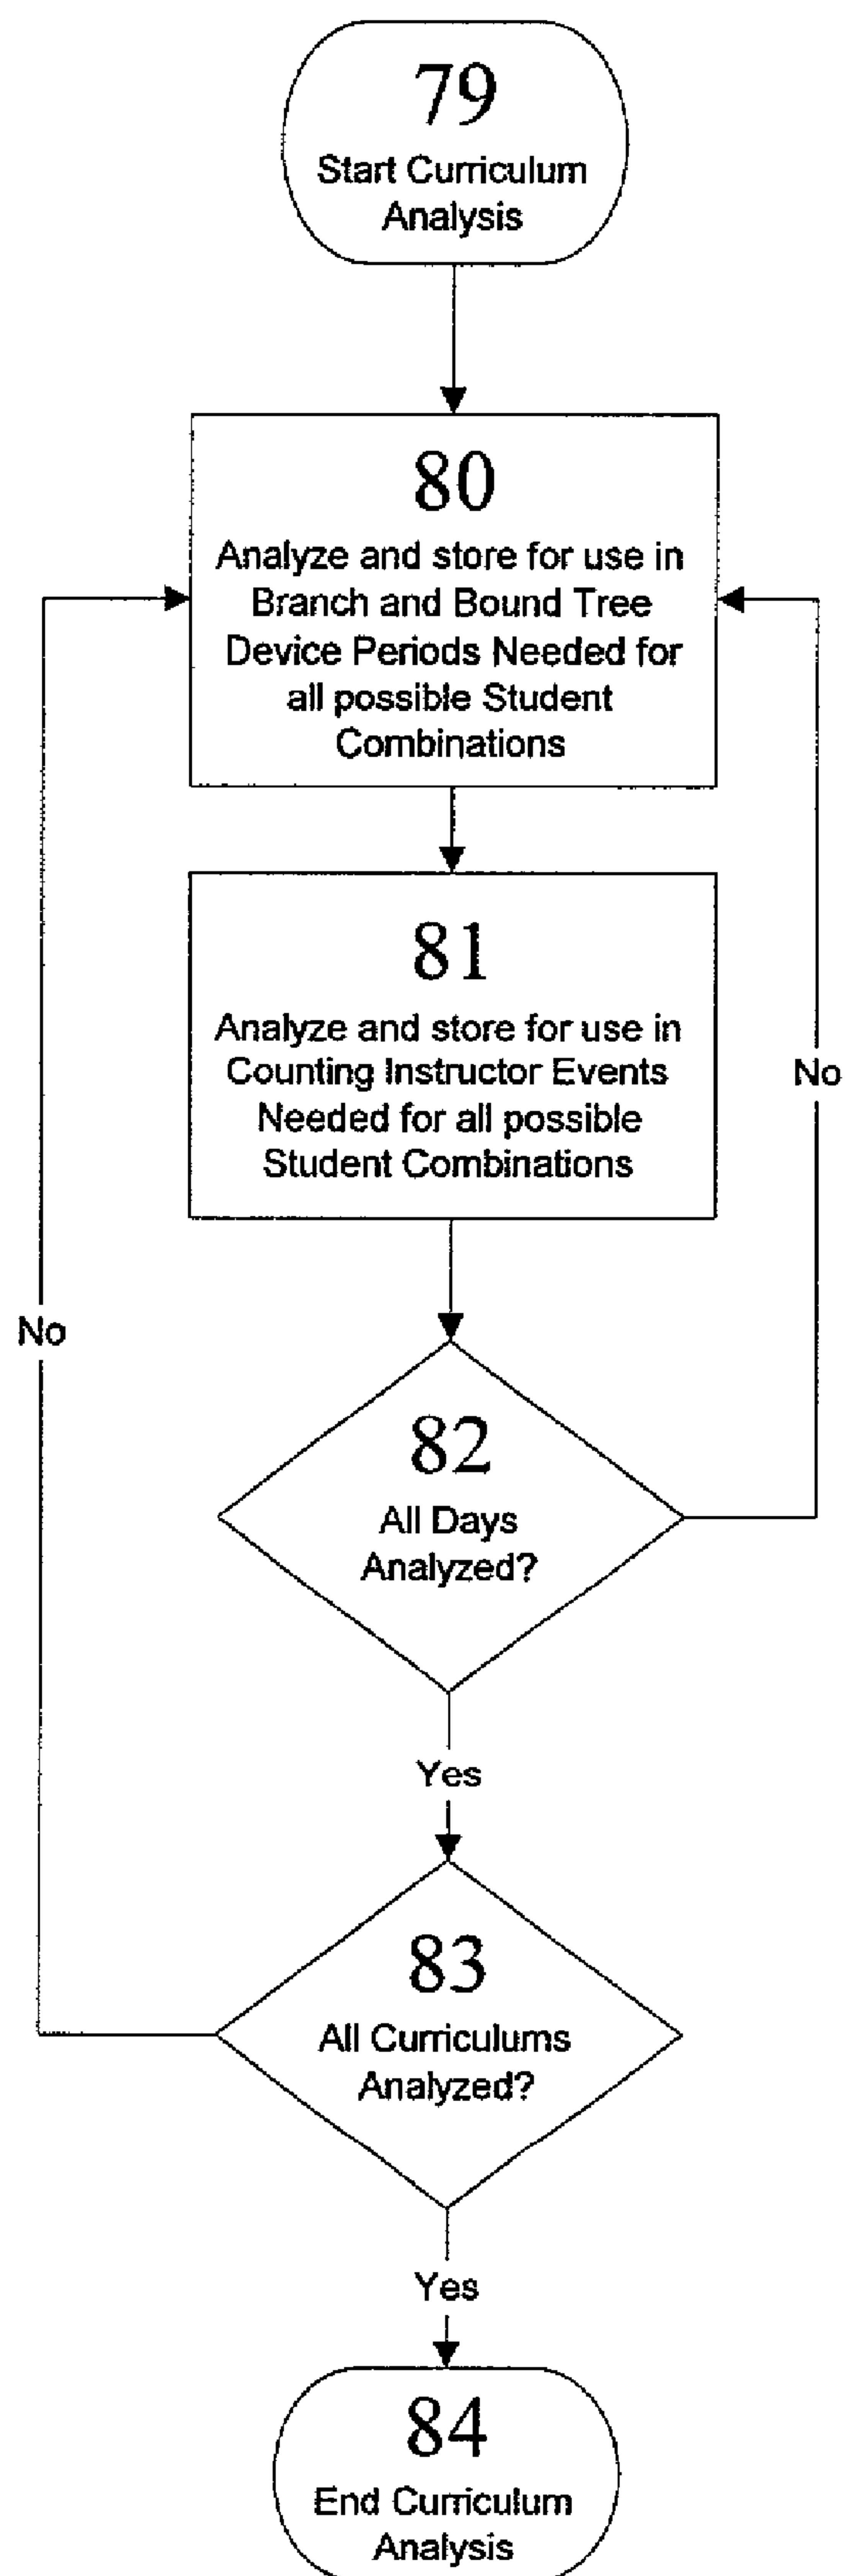 79
Start Curriculum
Analysis
80
Analyze and store for use in
Branch and Bound Tree
Device Periods Needed for
all possible Student
Combinations
81
Analyze and store for use in
Counting Instructor Events
Needed for all possible
Student Combinations
No
No
82
All Days
Analyzed?
Yes
83
All Curriculums
Analyzed?
Yes
84
End Curriculum
Analysis